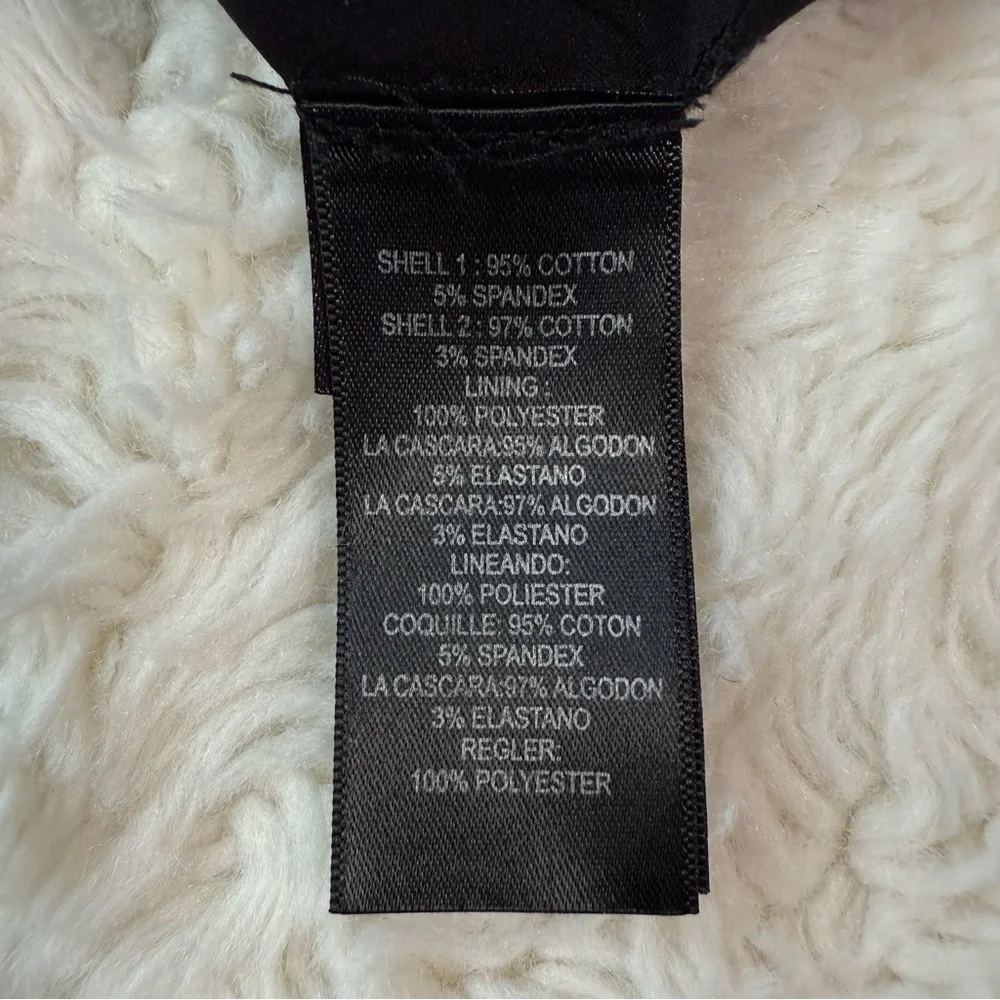 SHELL 1 : 95% COTTON
5% SPANDEX
SHELL 2 : 97% COTTON
3% SPANDEX
LINING :
100% POLYESTER
LA CASCARA:95% ALGODON
5% ELASTANO
LA CASCARA:97% ALGODON
3% ELASTANO
LINEANDO:
100% POLIESTER
COQUILLE: 95% COTON
5% SPANDEX
LA CASCARA:97% ALGODON
3% ELASTANO
REGLER:
100% POLYESTER